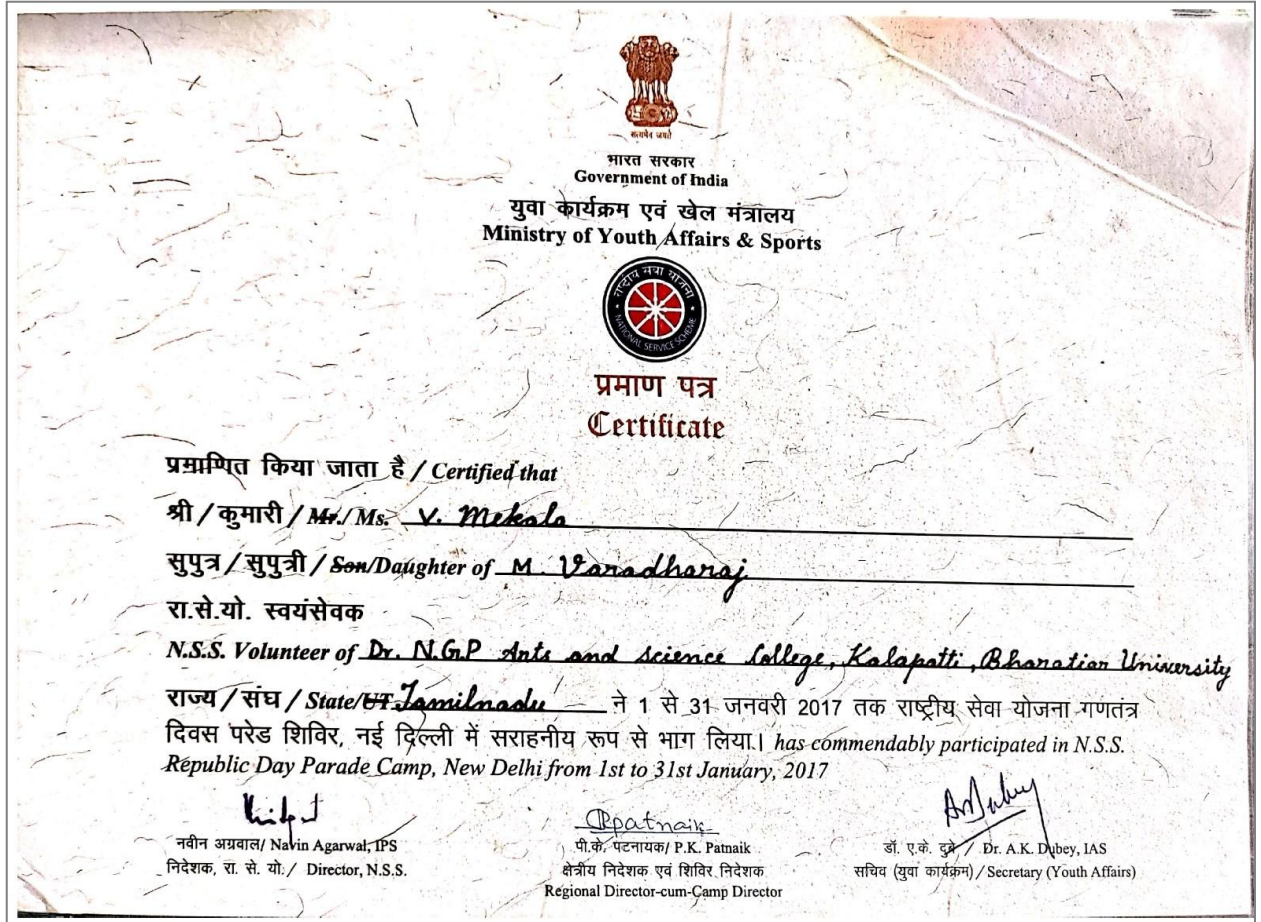 सत्यमेव जयते
भारत सरकार
Government of India
युवा कार्यक्रम एवं खेल मंत्रालय
Ministry of Youth Affairs & Sports
राष्ट्रीय सेवा योजना
NATIONAL SERVICE SCHEME
प्रमाण पत्र
Certificate
प्रमाणित किया जाता है / Certified that
श्री / कुमारी / Mr./ Ms. V. Mekala
सुपुत्र / सुपुत्री / Son/Daughter of M. Varadharaj
रा.से.यो. स्वयंसेवक
N.S.S. Volunteer of Dr. N.G.P Arts and science College, Kalapatti, Bharatiar University
राज्य / संघ / State/UT Tamilnadu ने 1 से 31 जनवरी 2017 तक राष्ट्रीय सेवा योजना गणतंत्र
दिवस परेड शिविर, नई दिल्ली में सराहनीय रूप से भाग लिया। has commendably participated in N.S.S.
Republic Day Parade Camp, New Delhi from 1st to 31st January, 2017
नवीन अग्रवाल/ Navin Agarwal, IPS
निदेशक, रा. से. यो. / Director, N.S.S.
PKpatnaik
पी.के. पटनायक/ P.K. Patnaik
क्षेत्रीय निदेशक एवं शिविर निदेशक
Regional Director-cum-Camp Director
डॉ. ए.के. दुबे / Dr. A.K. Dubey, IAS
सचिव (युवा कार्यक्रम) / Secretary (Youth Affairs)